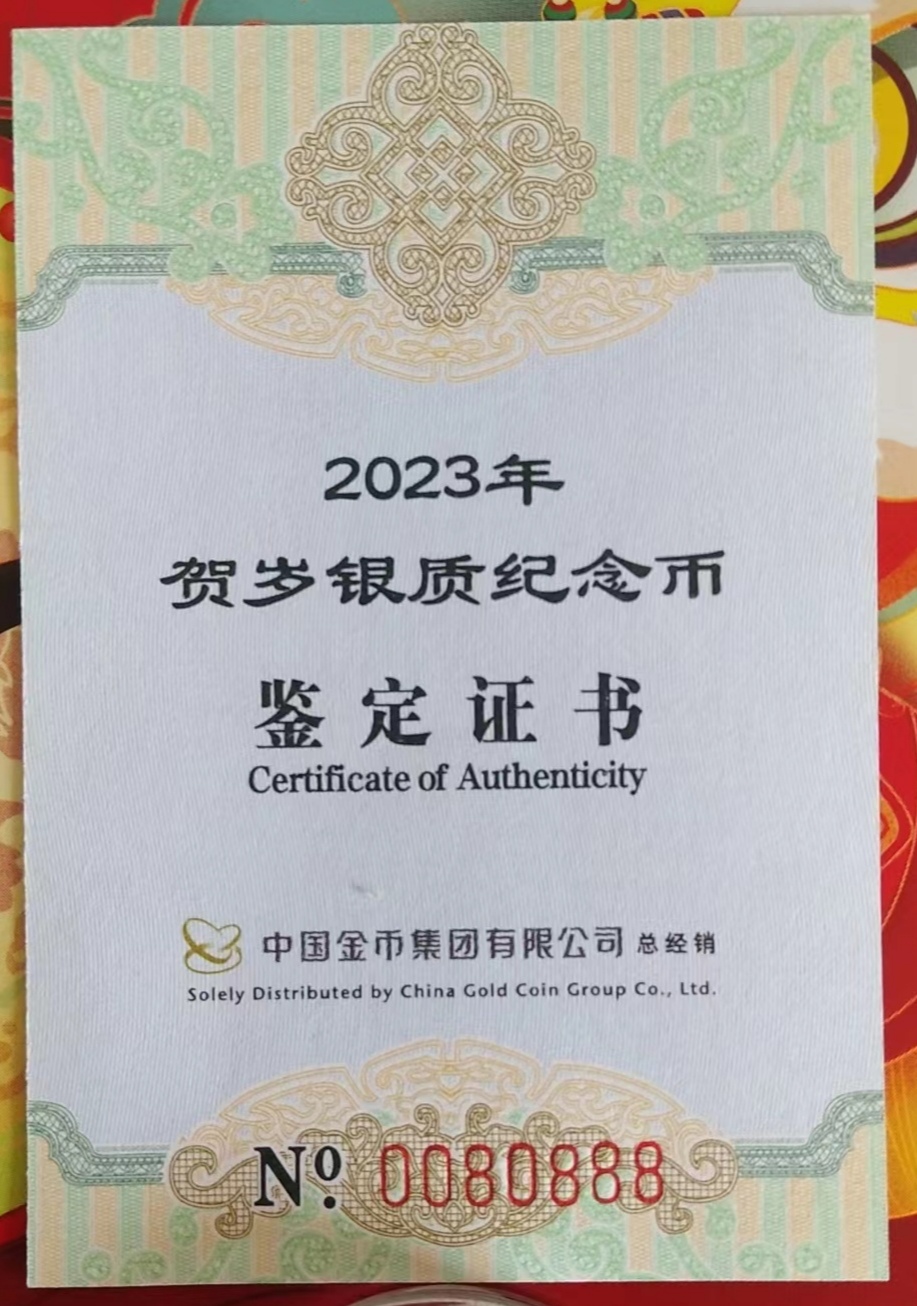 2023年
贺岁银质纪念币
鉴定证书
Certificate of Authenticity
中国金币集团有限公司 总经销
Solely Distributed by China Gold Coin Group Co., Ltd.
Nº. 0080888